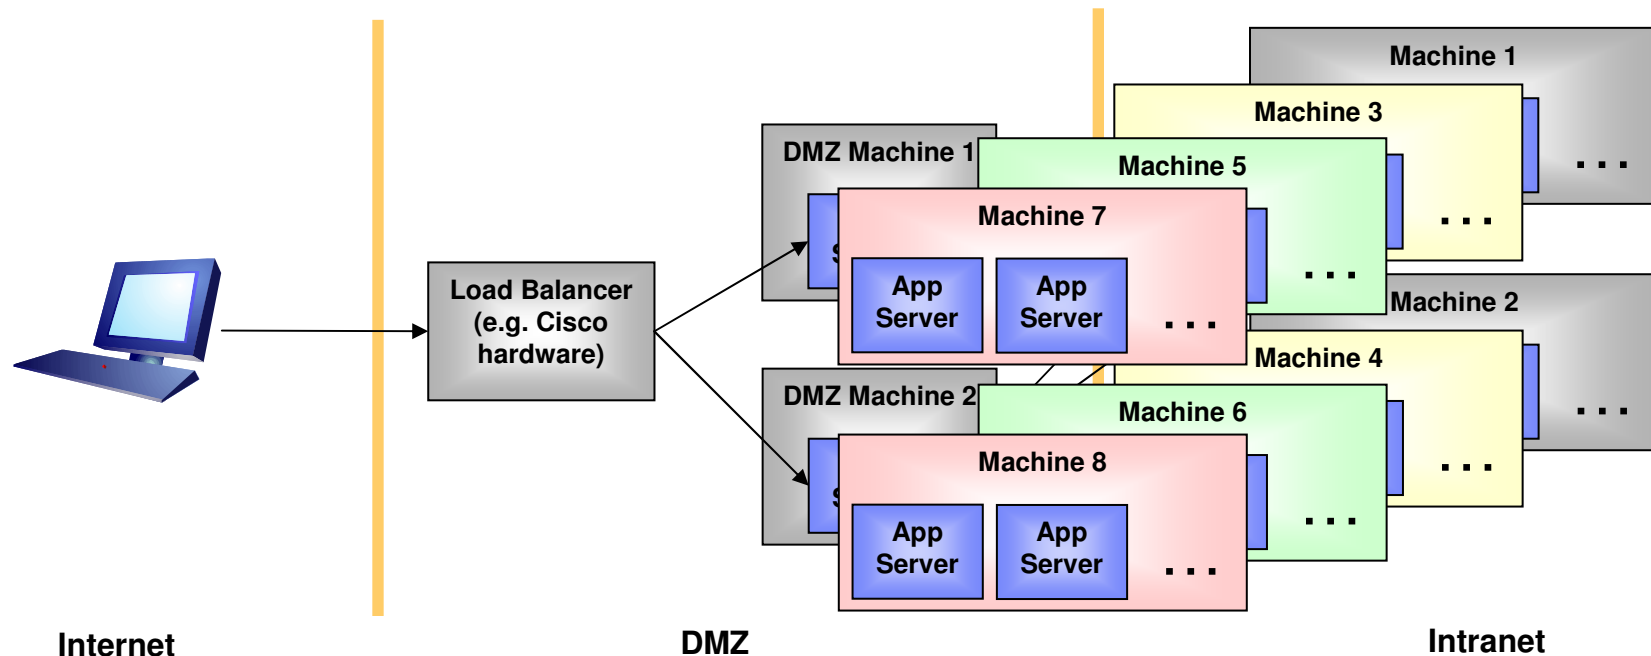 Machine 1
Machine 3
DMZ Machine 1
Machine 5
. . .
Machine 7
. . .
App
Server
App
Server
. . .
. . .
Load Balancer
(e.g. Cisco
hardware)
Machine 2
Machine 4
DMZ Machine 2
Machine 6
. . .
Machine 8
. . .
App
Server
App
Server
. . .
. . .
Internet
DMZ
Intranet